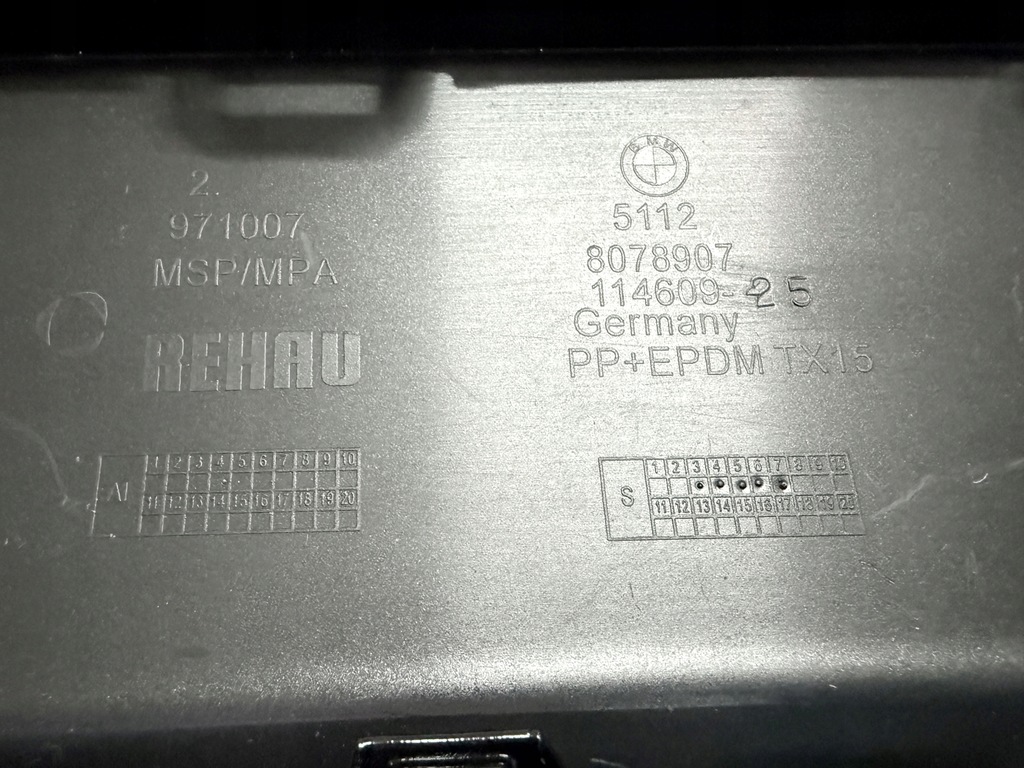 2.
971007
MSP/MPA
REHAU
AI
1 2 3 4 5 6 7 8 9 10
11 12 13 14 15 16 17 18 19 20
BMW
5112
8078907
114609-25
Germany
PP+EPDM TX15
S
1 2 3 4 5 6 7 8 9 10
11 12 13 14 15 16 17 18 19 20